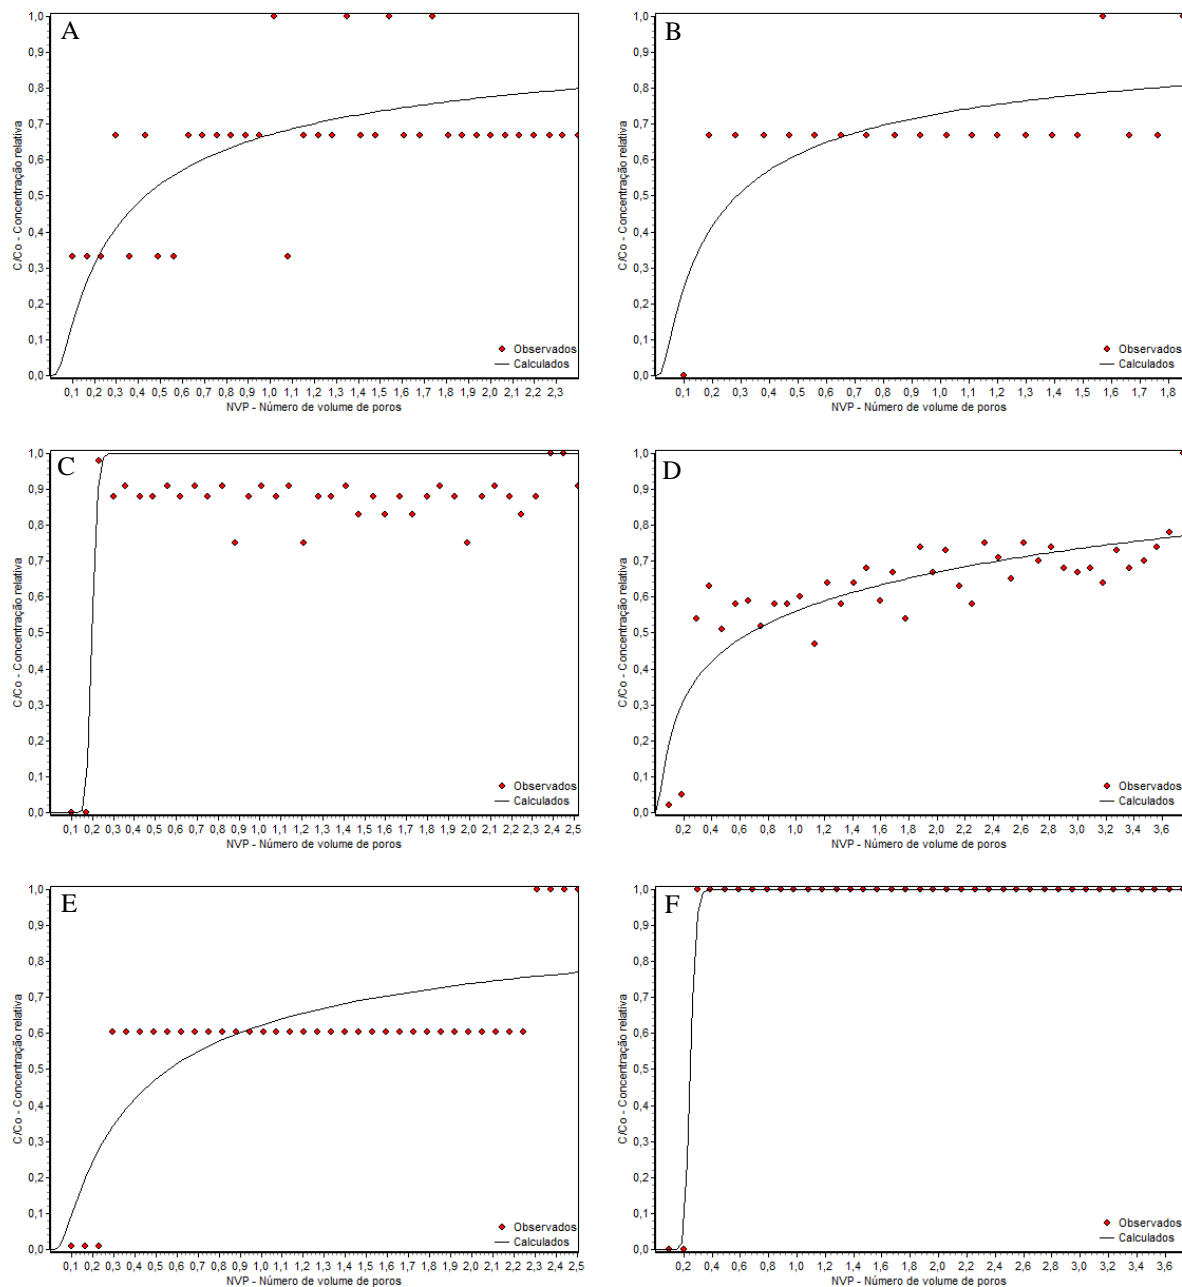 A
1,0
0,9
0,8
0,7
0,6
0,5
0,4
0,3
0,2
0,1
0,0
C/Co - Concentração relativa
Observados
Calculados
0,1 0,2 0,3 0,4 0,5 0,6 0,7 0,8 0,9 1,0 1,1 1,2 1,3 1,4 1,5 1,6 1,7 1,8 1,9 2,0 2,1 2,2 2,3
NVP - Número de volume de poros
B
1,0
0,9
0,8
0,7
0,6
0,5
0,4
0,3
0,2
0,1
0,0
C/Co - Concentração relativa
Observados
Calculados
0,1 0,2 0,3 0,4 0,5 0,6 0,7 0,8 0,9 1,0 1,1 1,2 1,3 1,4 1,5 1,6 1,7 1,8
NVP - Número de volume de poros
C
1,0
0,9
0,8
0,7
0,6
0,5
0,4
0,3
0,2
0,1
0,0
C/Co - Concentração relativa
Observados
Calculados
0,1 0,2 0,3 0,4 0,5 0,6 0,7 0,8 0,9 1,0 1,1 1,2 1,3 1,4 1,5 1,6 1,7 1,8 1,9 2,0 2,1 2,2 2,3 2,4 2,5
NVP - Número de volume de poros
D
1,0
0,9
0,8
0,7
0,6
0,5
0,4
0,3
0,2
0,1
0,0
C/Co - Concentração relativa
Observados
Calculados
0,2 0,4 0,6 0,8 1,0 1,2 1,4 1,6 1,8 2,0 2,2 2,4 2,6 2,8 3,0 3,2 3,4 3,6
NVP - Número de volume de poros
E
1,0
0,9
0,8
0,7
0,6
0,5
0,4
0,3
0,2
0,1
0,0
C/Co - Concentração relativa
Observados
Calculados
0,1 0,2 0,3 0,4 0,5 0,6 0,7 0,8 0,9 1,0 1,1 1,2 1,3 1,4 1,5 1,6 1,7 1,8 1,9 2,0 2,1 2,2 2,3 2,4 2,5
NVP - Número de volume de poros
F
1,0
0,9
0,8
0,7
0,6
0,5
0,4
0,3
0,2
0,1
0,0
C/Co - Concentração relativa
Observados
Calculados
0,2 0,4 0,6 0,8 1,0 1,2 1,4 1,6 1,8 2,0 2,2 2,4 2,6 2,8 3,0 3,2 3,4 3,6
NVP - Número de volume de poros